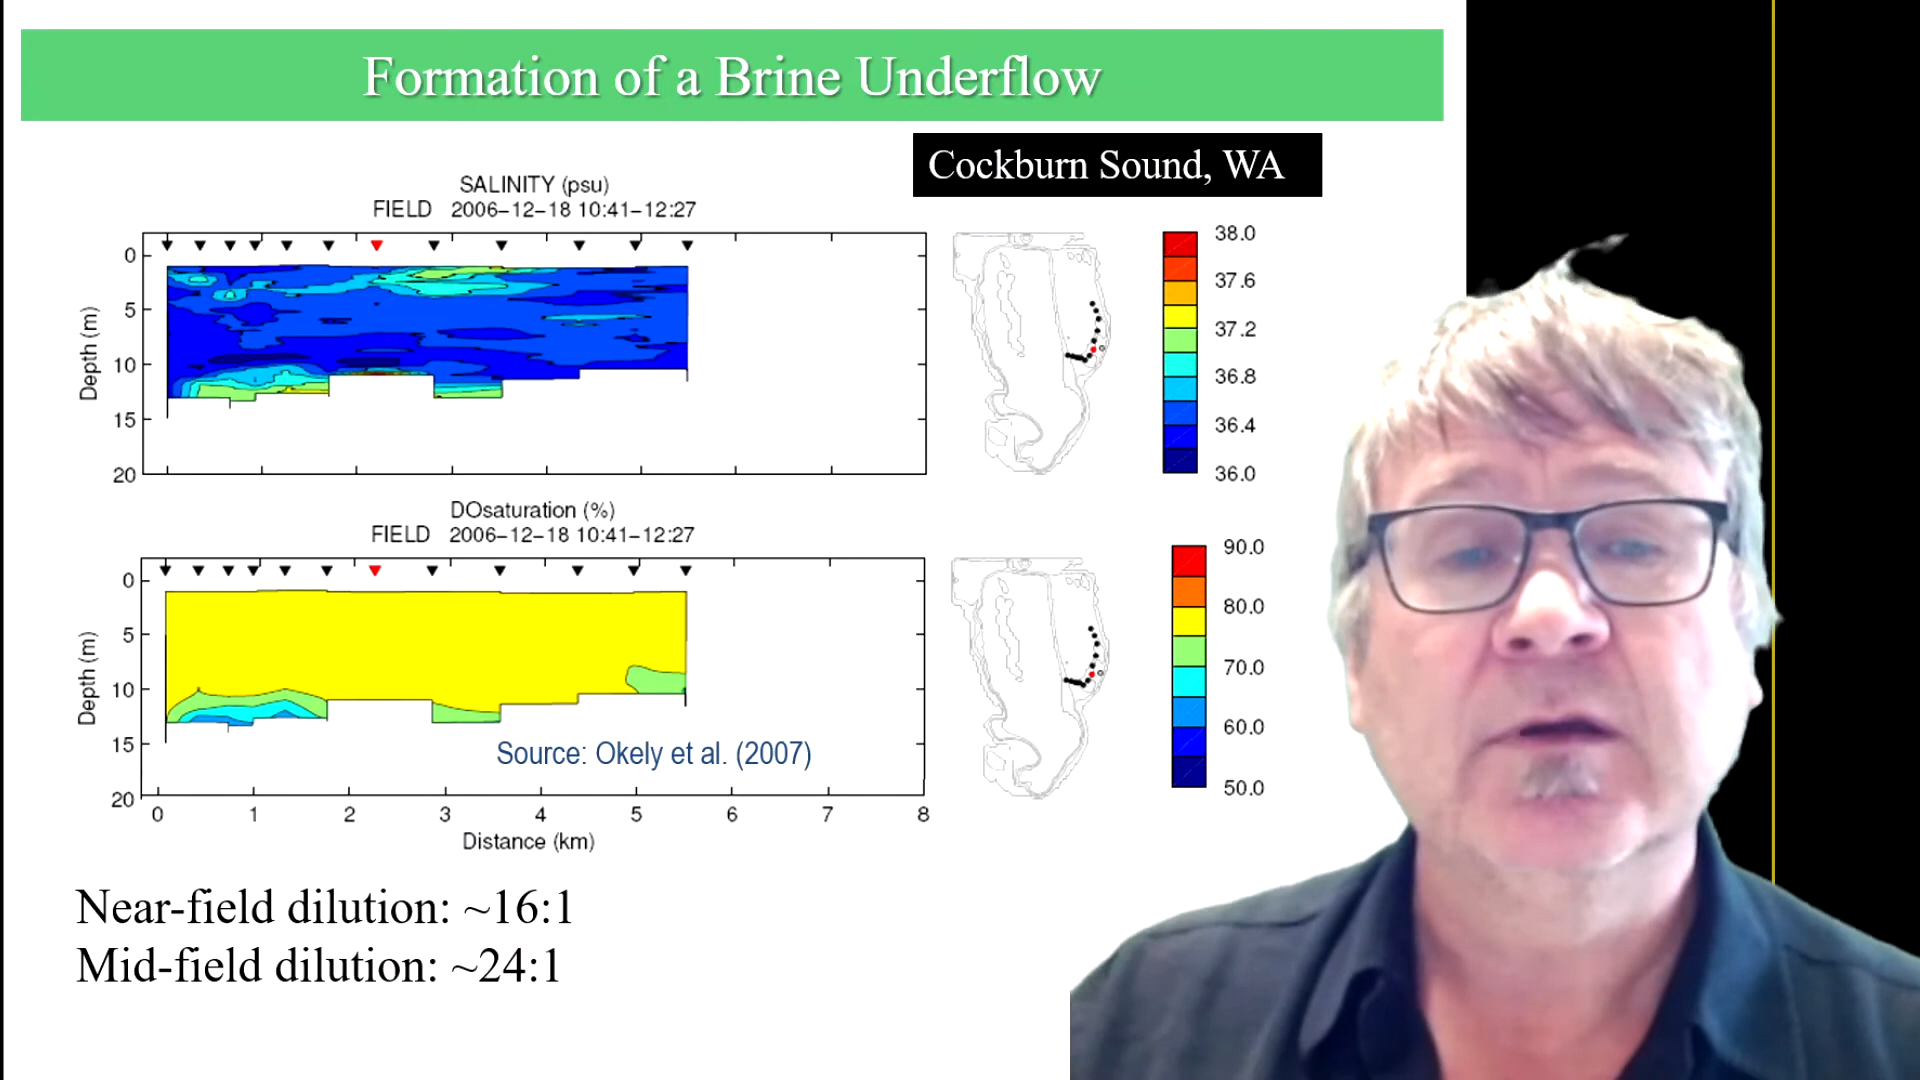 Formation of a Brine Underflow
Cockburn Sound, WA
SALINITY (psu)
FIELD 2006-12-18 10:41-12:27
0
5
10
15
20
Depth (m)
38.0
37.6
37.2
36.8
36.4
36.0
DOsaturation (%)
FIELD 2006-12-18 10:41-12:27
0
5
10
15
20
Depth (m)
90.0
80.0
70.0
60.0
50.0
Source: Okely et al. (2007)
0 1 2 3 4 5 6 7 8
Distance (km)
Near-field dilution: ~16:1
Mid-field dilution: ~24:1